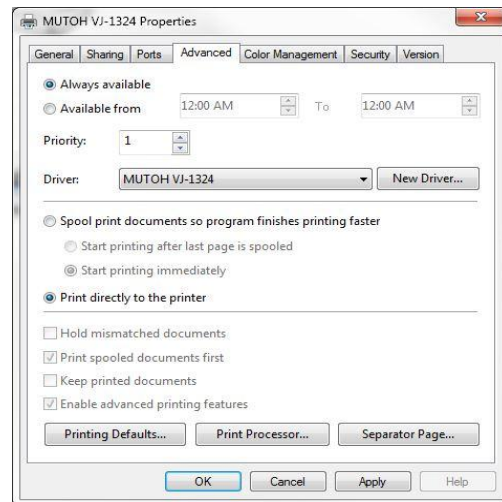 MUTOH VJ-1324 Properties
General Sharing Ports Advanced Color Management Security Version
Always available
Available from 12:00 AM To 12:00 AM
Priority: 1
Driver: MUTOH VJ-1324 New Driver...
Spool print documents so program finishes printing faster
Start printing after last page is spooled
Start printing immediately
Print directly to the printer
Hold mismatched documents
Print spooled documents first
Keep printed documents
Enable advanced printing features
Printing Defaults... Print Processor... Separator Page...
OK Cancel Apply Help